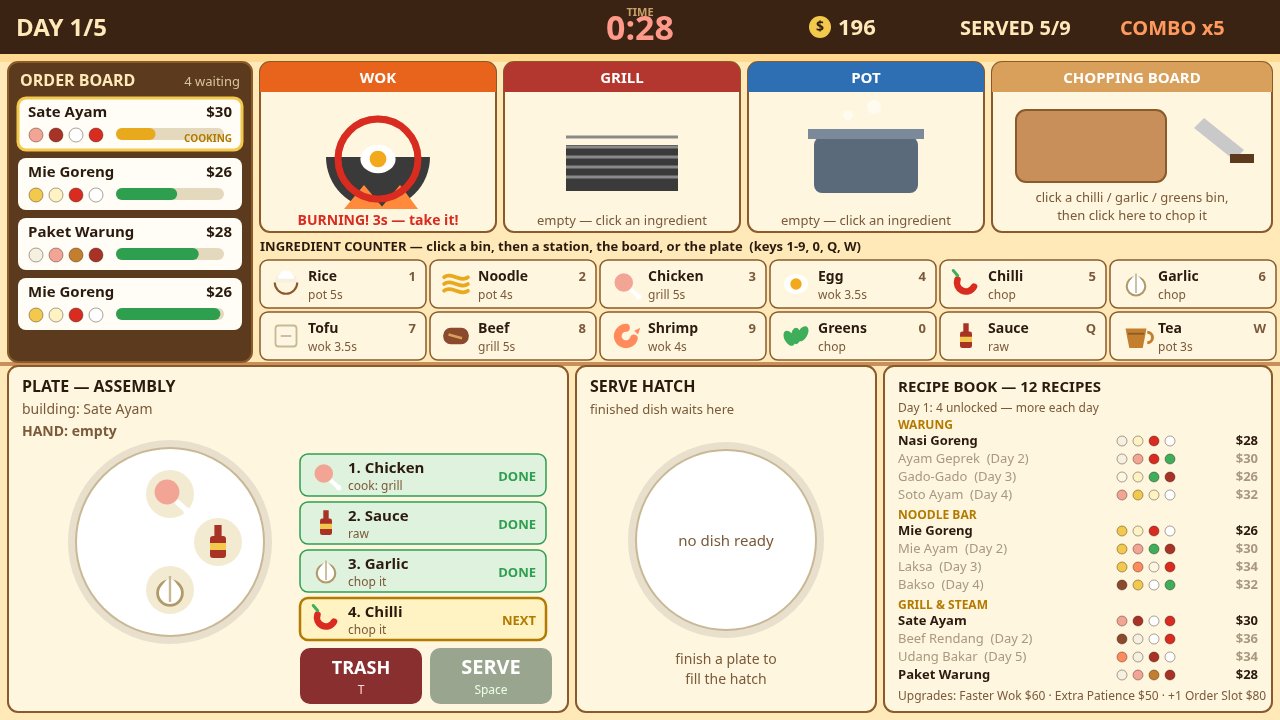 DAY 1/5
TIME
0:28
$ 196
SERVED 5/9
COMBO x5
ORDER BOARD
4 waiting
Sate Ayam $30
COOKING
Mie Goreng $26
Paket Warung $28
Mie Goreng $26
WOK
BURNING! 3s — take it!
GRILL
empty — click an ingredient
POT
empty — click an ingredient
CHOPPING BOARD
click a chilli / garlic / greens bin,
then click here to chop it
INGREDIENT COUNTER — click a bin, then a station, the board, or the plate (keys 1-9, 0, Q, W)
Rice 1
pot 5s
Noodle 2
pot 4s
Chicken 3
grill 5s
Egg 4
wok 3.5s
Chilli 5
chop
Garlic 6
chop
Tofu 7
wok 3.5s
Beef 8
grill 5s
Shrimp 9
wok 4s
Greens 0
chop
Sauce Q
raw
Tea W
pot 3s
PLATE — ASSEMBLY
building: Sate Ayam
HAND: empty
1. Chicken
cook: grill
DONE
2. Sauce
raw
DONE
3. Garlic
chop it
DONE
4. Chilli
chop it
NEXT
TRASH
T
SERVE
Space
SERVE HATCH
finished dish waits here
no dish ready
finish a plate to
fill the hatch
RECIPE BOOK — 12 RECIPES
Day 1: 4 unlocked — more each day
WARUNG
Nasi Goreng $28
Ayam Geprek (Day 2) $30
Gado-Gado (Day 3) $26
Soto Ayam (Day 4) $32
NOODLE BAR
Mie Goreng $26
Mie Ayam (Day 2) $30
Laksa (Day 3) $34
Bakso (Day 4) $32
GRILL & STEAM
Sate Ayam $30
Beef Rendang (Day 2) $36
Udang Bakar (Day 5) $34
Paket Warung $28
Upgrades: Faster Wok $60 · Extra Patience $50 · +1 Order Slot $80